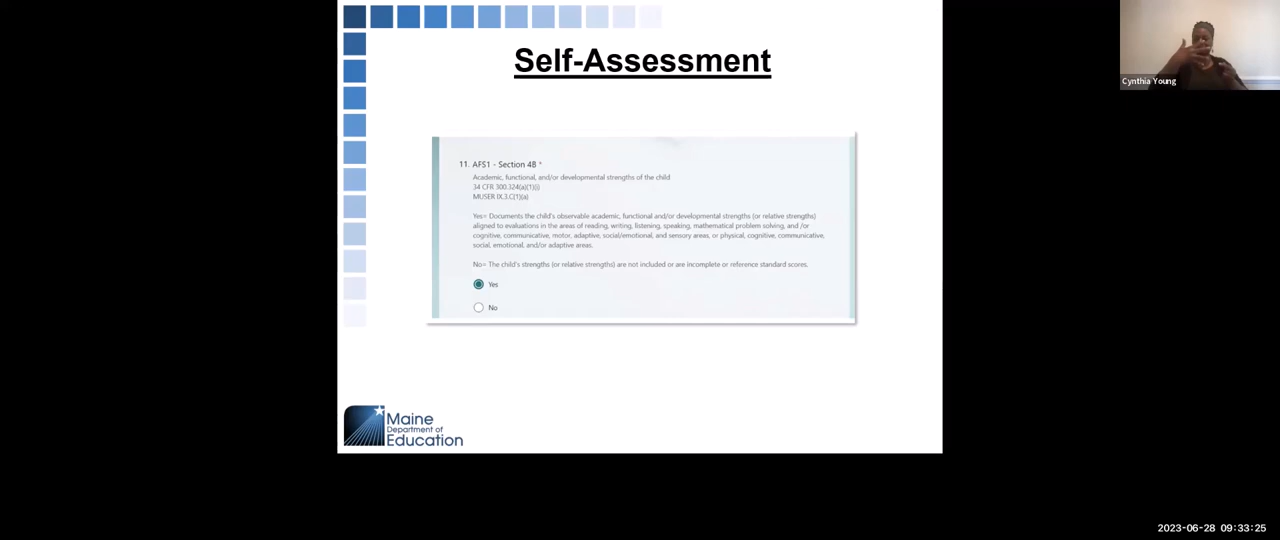 Self-Assessment
Cynthia Young
11. AFS1 - Section 4B *
Academic, functional, and/or developmental strengths of the child
34 CFR 300.324(a)(1)(i)
MUSER IX.3.C(1)(a)
Yes= Documents the child's observable academic, functional and/or developmental strengths (or relative strengths)
aligned to evaluations in the areas of reading, writing, listening, speaking, mathematical problem solving, and /or
cognitive, communicative, motor, adaptive, social/emotional, and sensory areas, or physical, cognitive, communicative,
social, emotional, and/or adaptive areas.
No= The child's strengths (or relative strengths) are not included or are incomplete or reference standard scores.
Yes
No
Maine
Department of
Education
2023-06-28 09:33:25